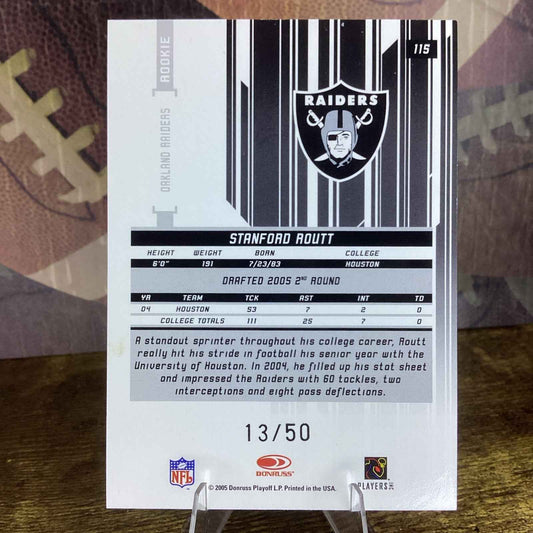 115
ROOKIE
OAKLAND RAIDERS
RAIDERS
STANFORD ROUTT
HEIGHT WEIGHT BORN COLLEGE
6'0" 191 7/23/83 HOUSTON
DRAFTED 2005 2ND ROUND
YR TEAM TCK AST INT TD
04 HOUSTON 53 7 2 0
COLLEGE TOTALS 111 25 7 0
A standout sprinter throughout his college career, Routt
really hit his stride in football his senior year with the
University of Houston. In 2004, he filled up his stat sheet
and impressed the Raiders with 60 tackles, two
interceptions and eight pass deflections.
13/50
NFL
DONRUSS
PLAYERS INC
© 2005 Donruss Playoff L.P. Printed in the USA.